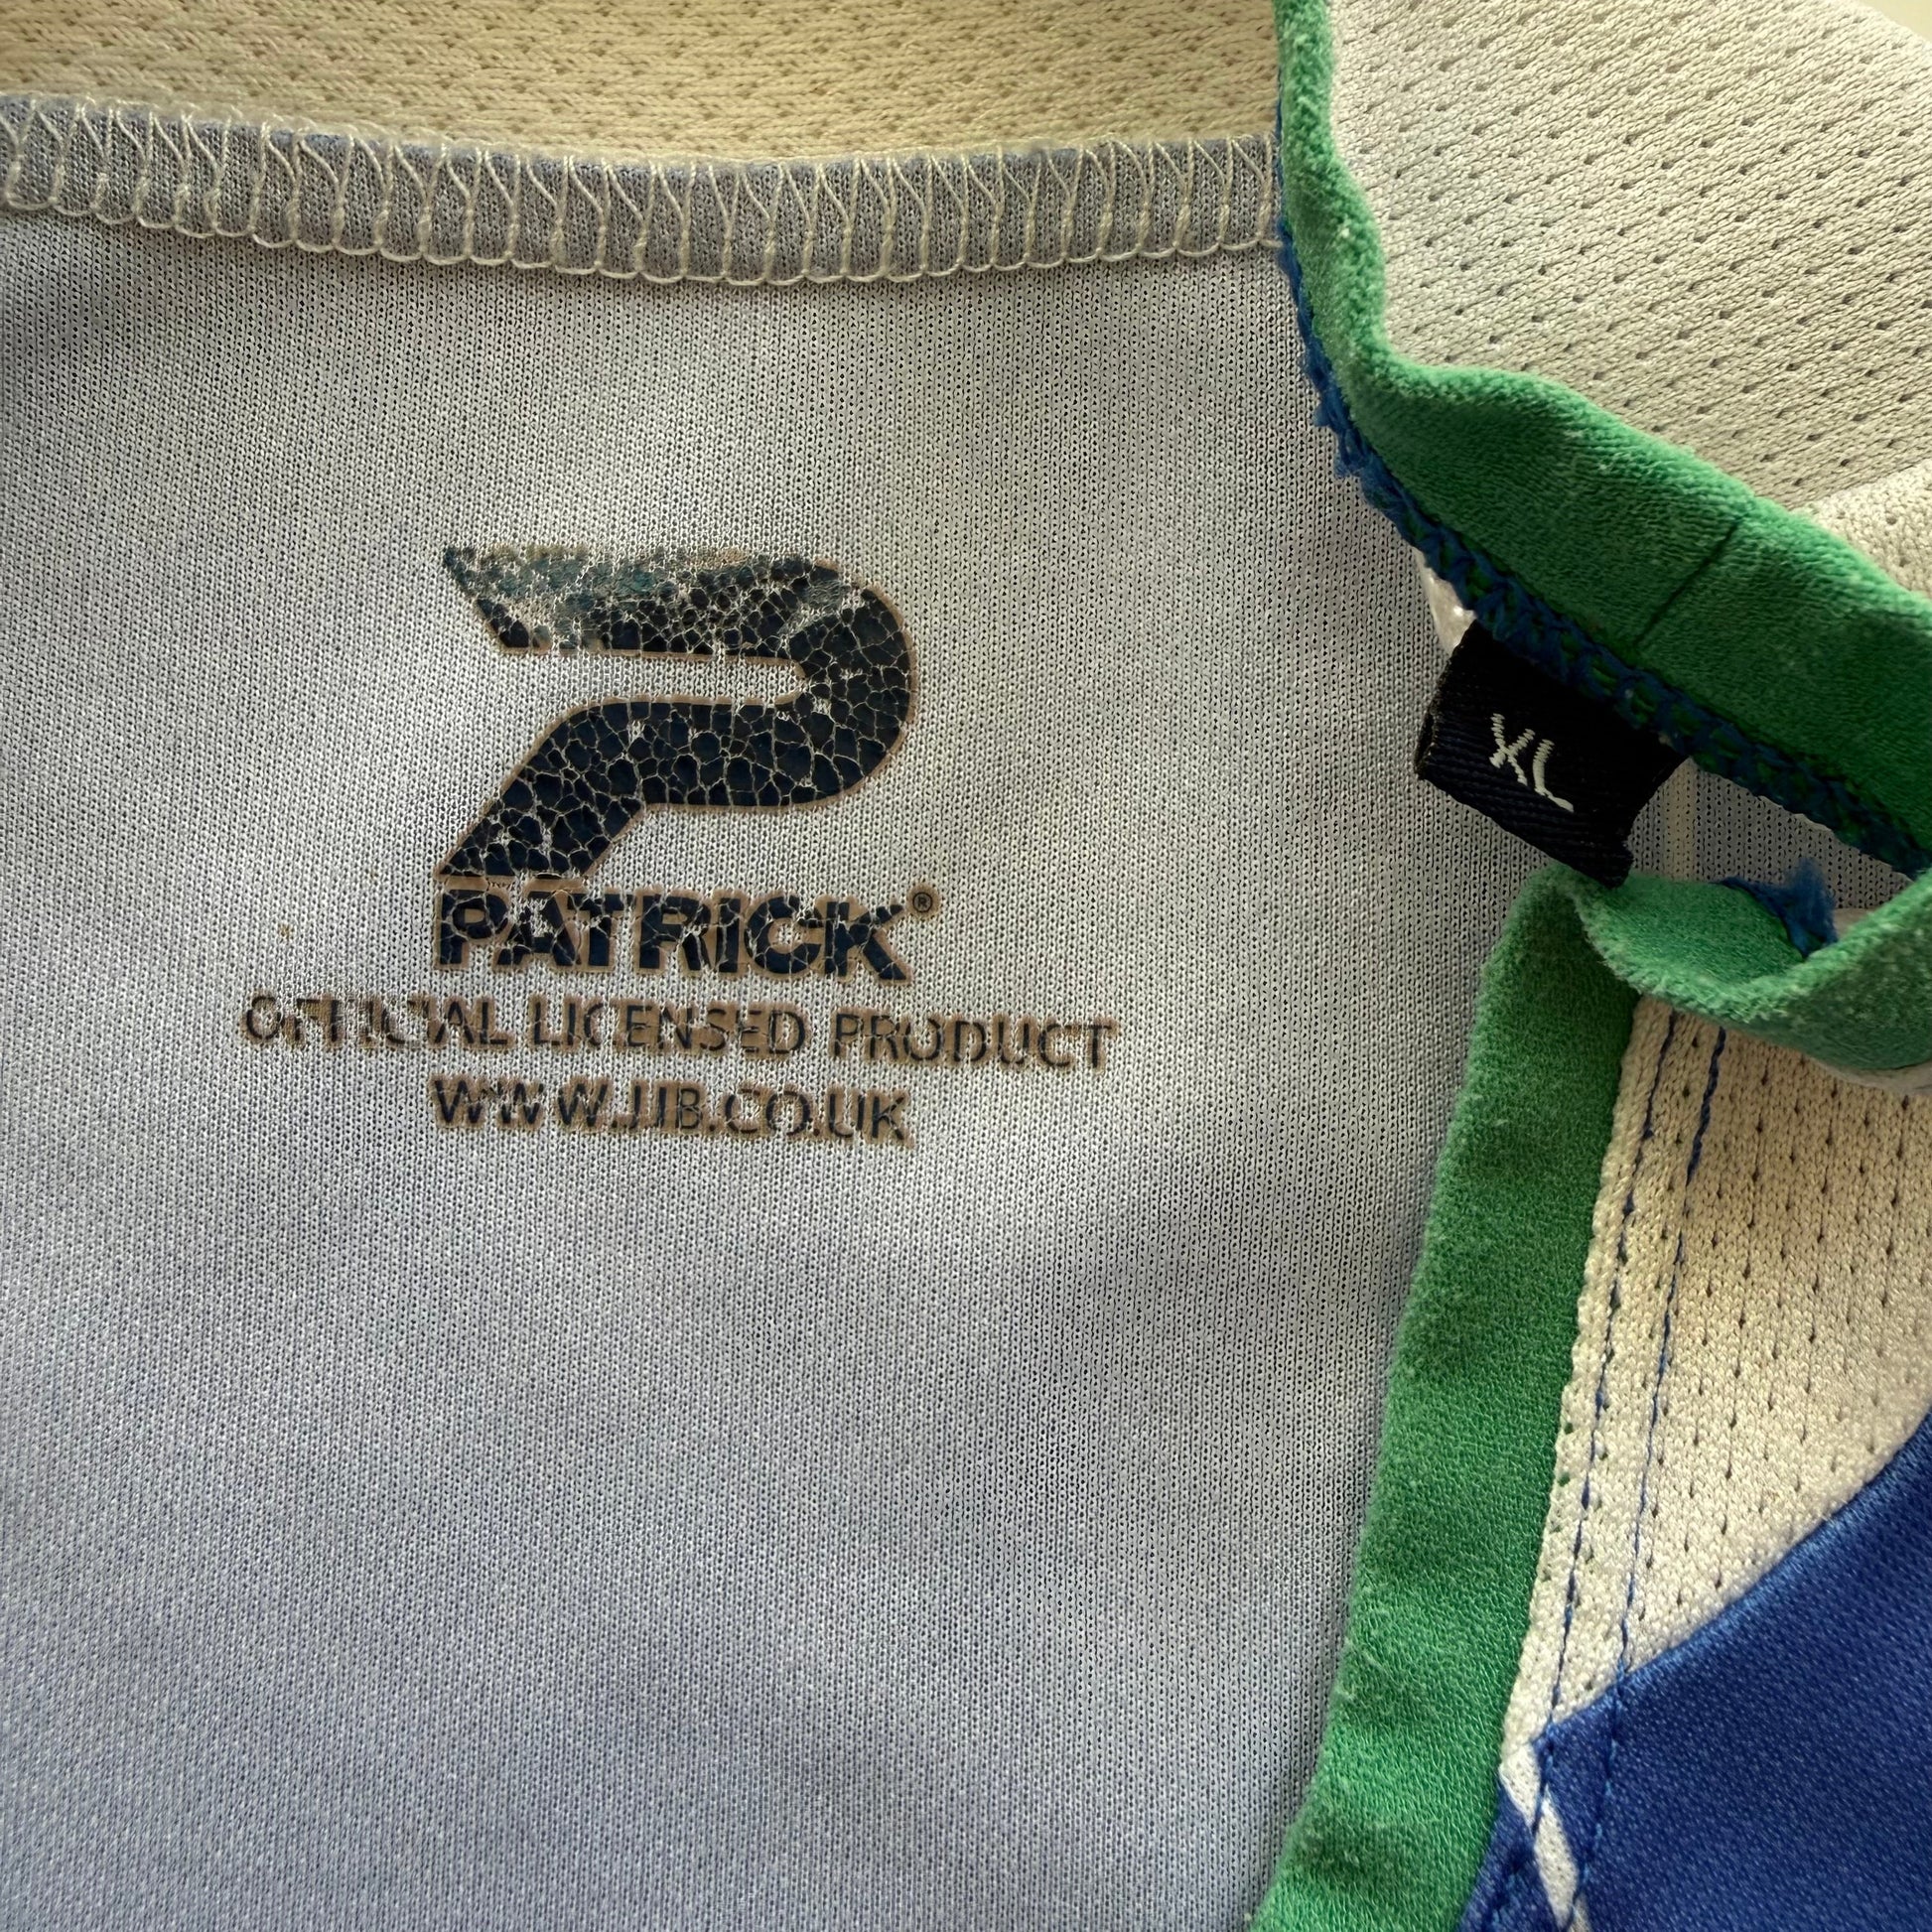 PATRICK®
OFFICIAL LICENSED PRODUCT
WWW.JJB.CO.UK
XL